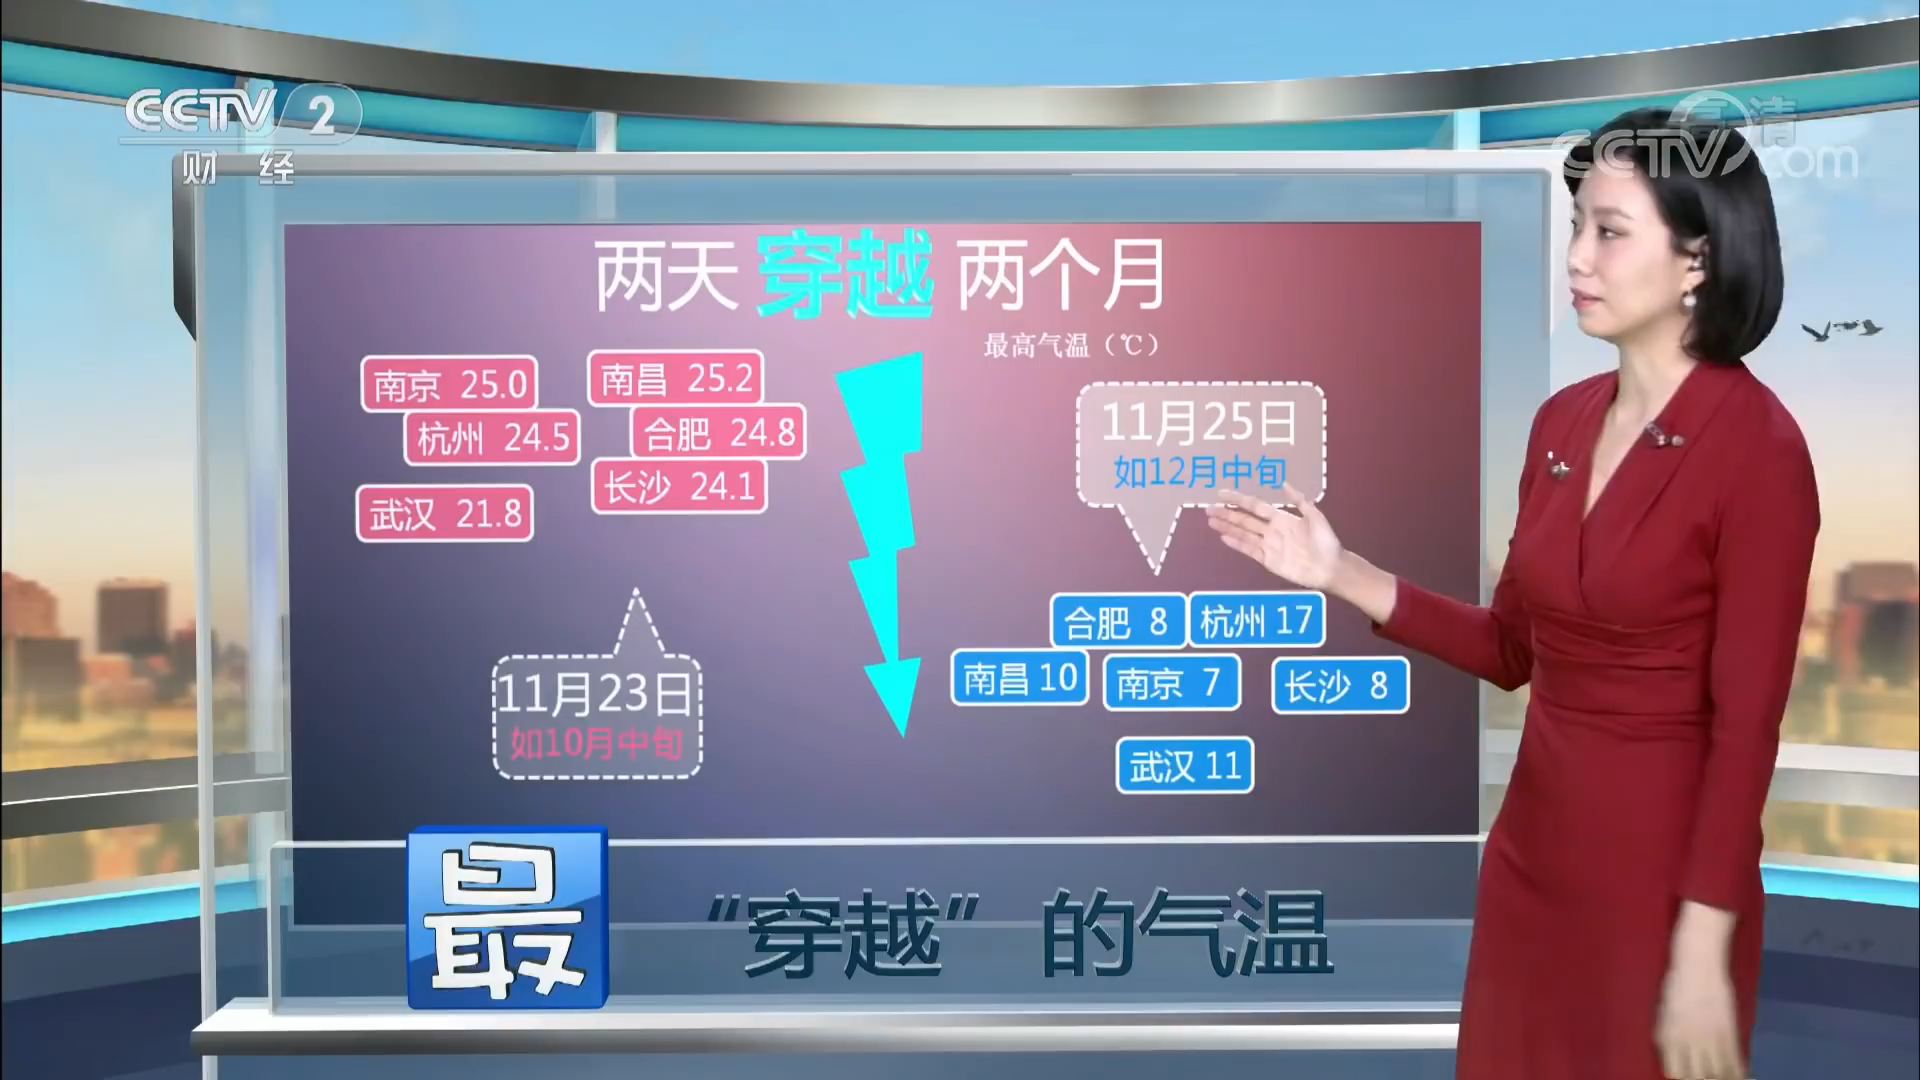 CCTV 2
财 经
高清
CCTV.com
两天穿越两个月
最高气温（℃）
南京 25.0
南昌 25.2
杭州 24.5
合肥 24.8
长沙 24.1
武汉 21.8
11月23日
如10月中旬
11月25日
如12月中旬
合肥 8
杭州 17
南昌 10
南京 7
长沙 8
武汉 11
最
“穿越”的气温